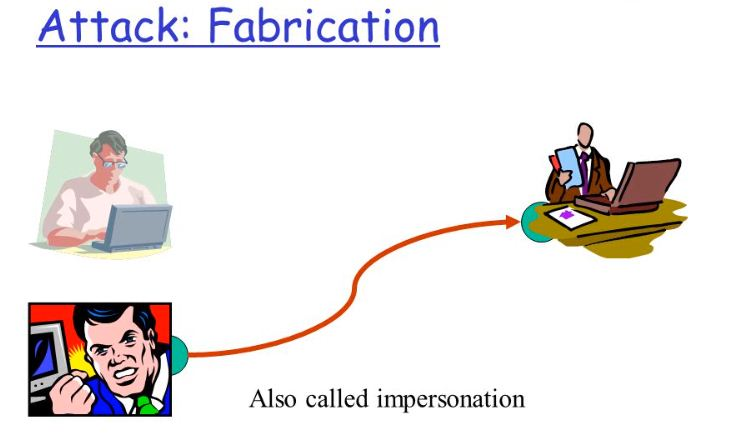 Attack: Fabrication
Also called impersonation